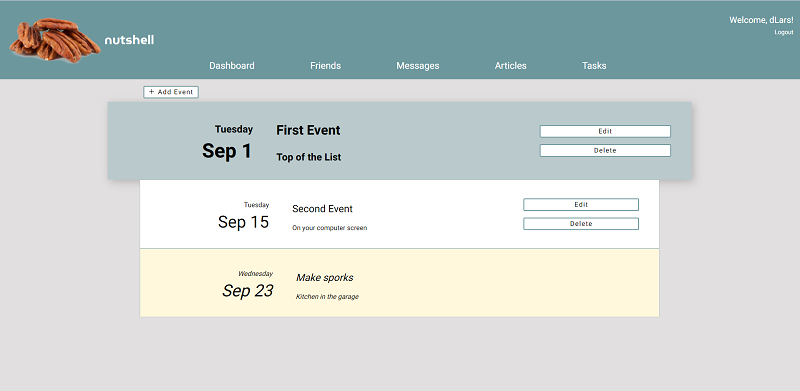 Welcome, dLars!
nutshell
Logout
Dashboard Friends Messages Articles Tasks
+ Add Event
Tuesday
First Event
Edit
Sep 1
Top of the List
Delete
Tuesday
Second Event
Edit
Sep 15
On your computer screen
Delete
Wednesday
Make sporks
Sep 23
Kitchen in the garage